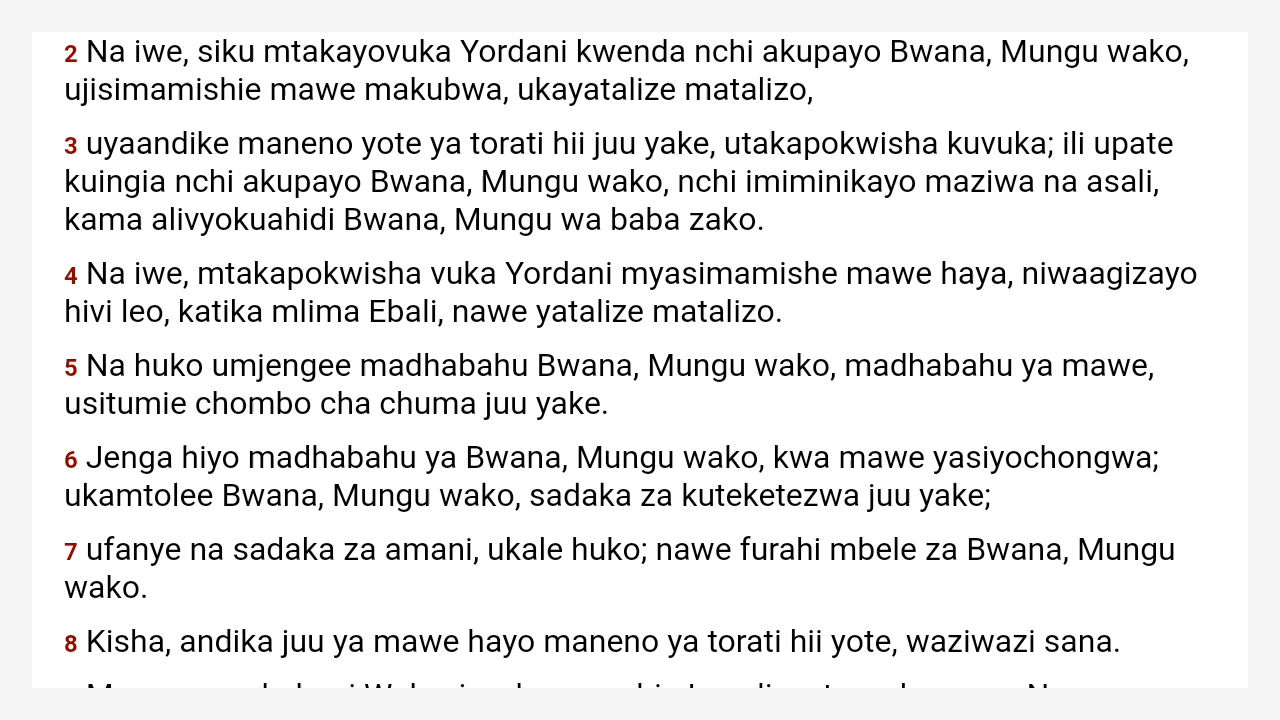 2 Na iwe, siku mtakayovuka Yordani kwenda nchi akupayo Bwana, Mungu wako,
ujisimamishie mawe makubwa, ukayatalize matalizo,
3 uyaandike maneno yote ya torati hii juu yake, utakapokwisha kuvuka; ili upate
kuingia nchi akupayo Bwana, Mungu wako, nchi imiminikayo maziwa na asali,
kama alivyokuahidi Bwana, Mungu wa baba zako.
4 Na iwe, mtakapokwisha vuka Yordani myasimamishe mawe haya, niwaagizayo
hivi leo, katika mlima Ebali, nawe yatalize matalizo.
5 Na huko umjengee madhabahu Bwana, Mungu wako, madhabahu ya mawe,
usitumie chombo cha chuma juu yake.
6 Jenga hiyo madhabahu ya Bwana, Mungu wako, kwa mawe yasiyochongwa;
ukamtolee Bwana, Mungu wako, sadaka za kuteketezwa juu yake;
7 ufanye na sadaka za amani, ukale huko; nawe furahi mbele za Bwana, Mungu
wako.
8 Kisha, andika juu ya mawe hayo maneno ya torati hii yote, waziwazi sana.